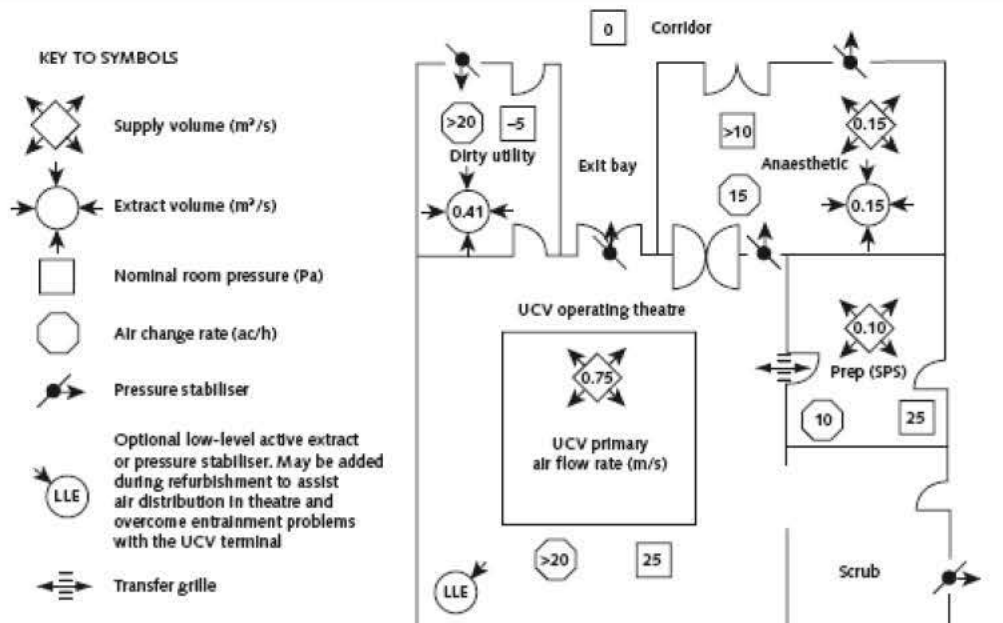 KEY TO SYMBOLS
Supply volume (m³/s)
Extract volume (m³/s)
Nominal room pressure (Pa)
Air change rate (ac/h)
Pressure stabiliser
Optional low-level active extract
or pressure stabiliser. May be added
during refurbishment to assist
air distribution in theatre and
overcome entrainment problems
with the UCV terminal
LLE
Transfer grille
0
Corridor
>20
–5
Dirty utility
0.41
Exit bay
>10
0.15
Anaesthetic
15
0.15
UCV operating theatre
0.75
UCV primary
air flow rate (m/s)
0.10
Prep (SPS)
10
25
>20
25
LLE
Scrub